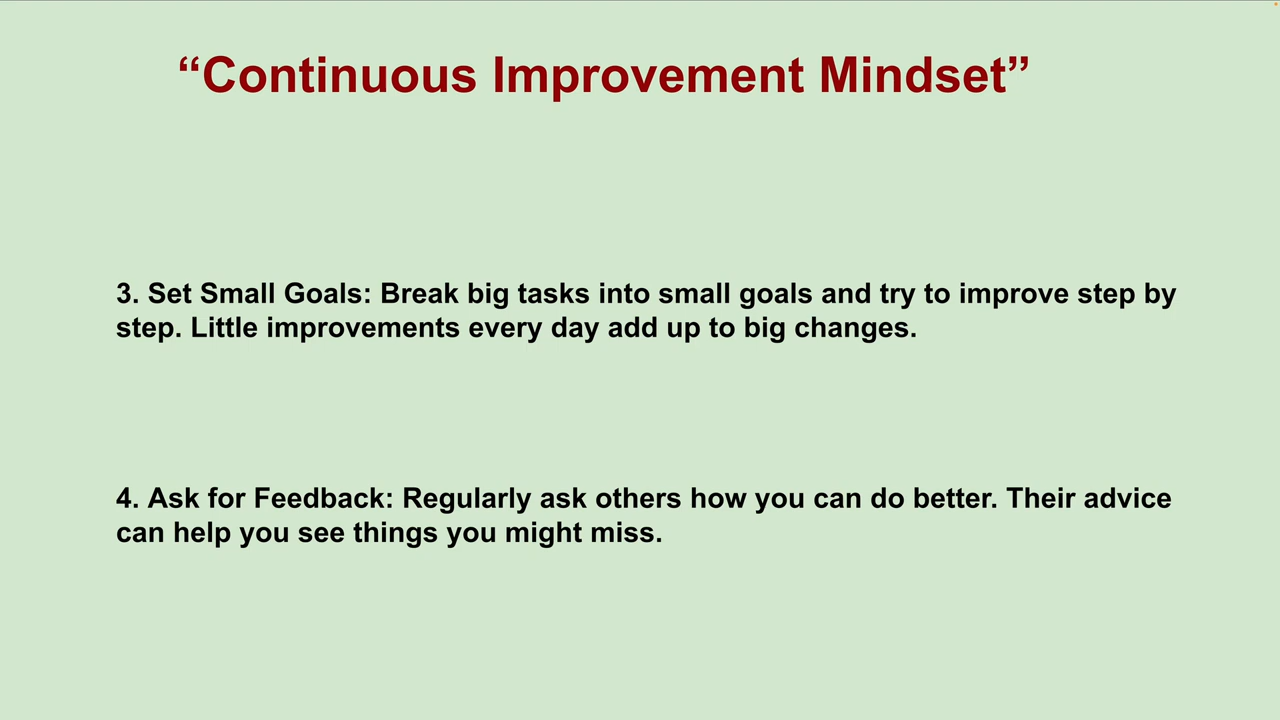 “Continuous Improvement Mindset”
3. Set Small Goals: Break big tasks into small goals and try to improve step by
step. Little improvements every day add up to big changes.
4. Ask for Feedback: Regularly ask others how you can do better. Their advice
can help you see things you might miss.